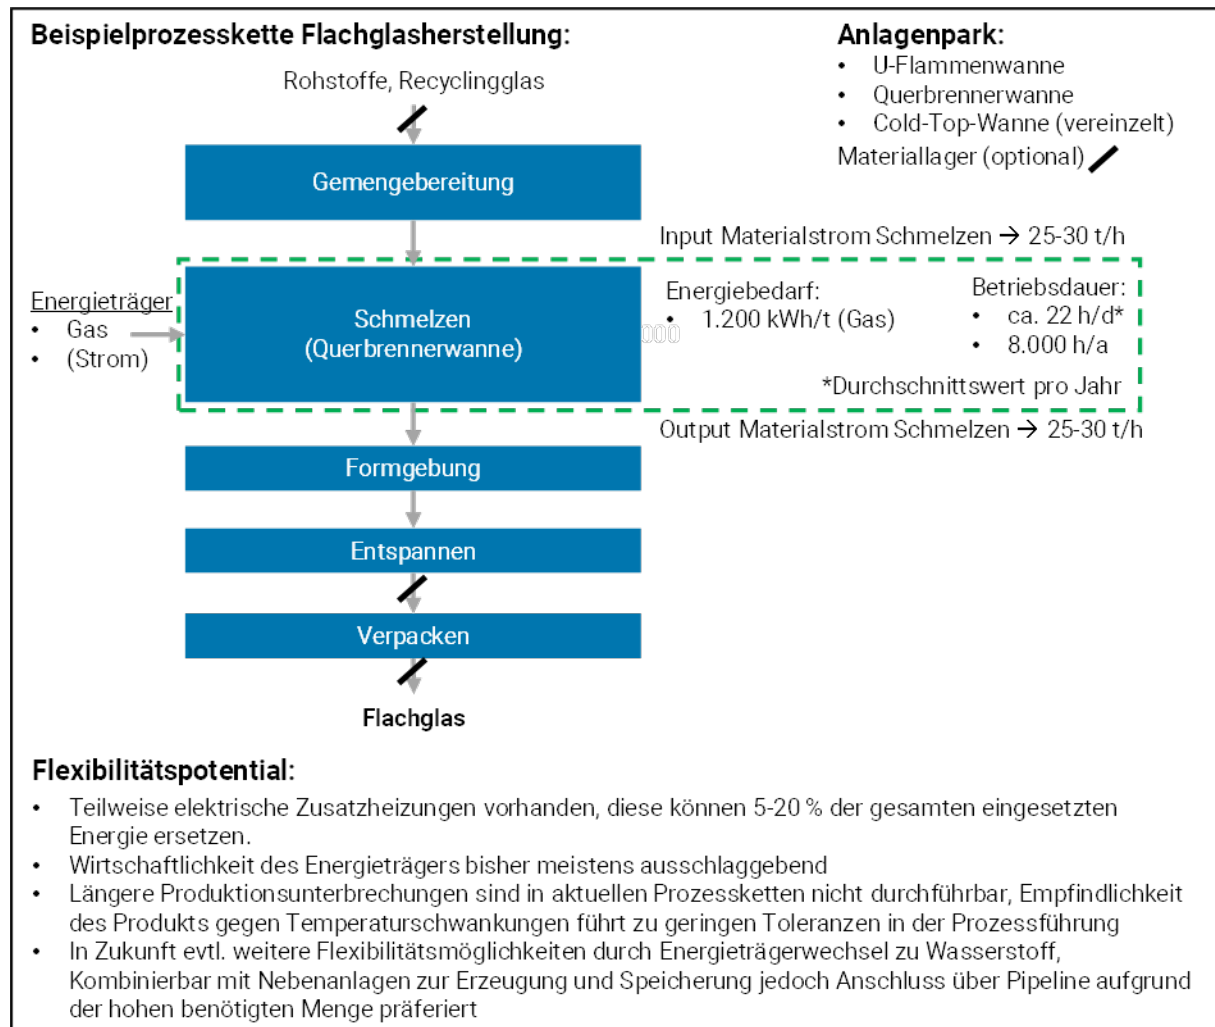 Beispielprozesskette Flachglasherstellung:
Anlagenpark:
• U-Flammenwanne
• Querbrennerwanne
• Cold-Top-Wanne (vereinzelt)
Materiallager (optional)
Rohstoffe, Recyclingglas
Gemengebereitung
Input Materialstrom Schmelzen → 25-30 t/h
Energieträger
• Gas
• (Strom)
Schmelzen
(Querbrennerwanne)
Energiebedarf:
• 1.200 kWh/t (Gas)
Betriebsdauer:
• ca. 22 h/d*
• 8.000 h/a
*Durchschnittswert pro Jahr
Output Materialstrom Schmelzen → 25-30 t/h
Formgebung
Entspannen
Verpacken
Flachglas
Flexibilitätspotential:
• Teilweise elektrische Zusatzheizungen vorhanden, diese können 5-20 % der gesamten eingesetzten
Energie ersetzen.
• Wirtschaftlichkeit des Energieträgers bisher meistens ausschlaggebend
• Längere Produktionsunterbrechungen sind in aktuellen Prozessketten nicht durchführbar, Empfindlichkeit
des Produkts gegen Temperaturschwankungen führt zu geringen Toleranzen in der Prozessführung
• In Zukunft evtl. weitere Flexibilitätsmöglichkeiten durch Energieträgerwechsel zu Wasserstoff,
Kombinierbar mit Nebenanlagen zur Erzeugung und Speicherung jedoch Anschluss über Pipeline aufgrund
der hohen benötigten Menge präferiert